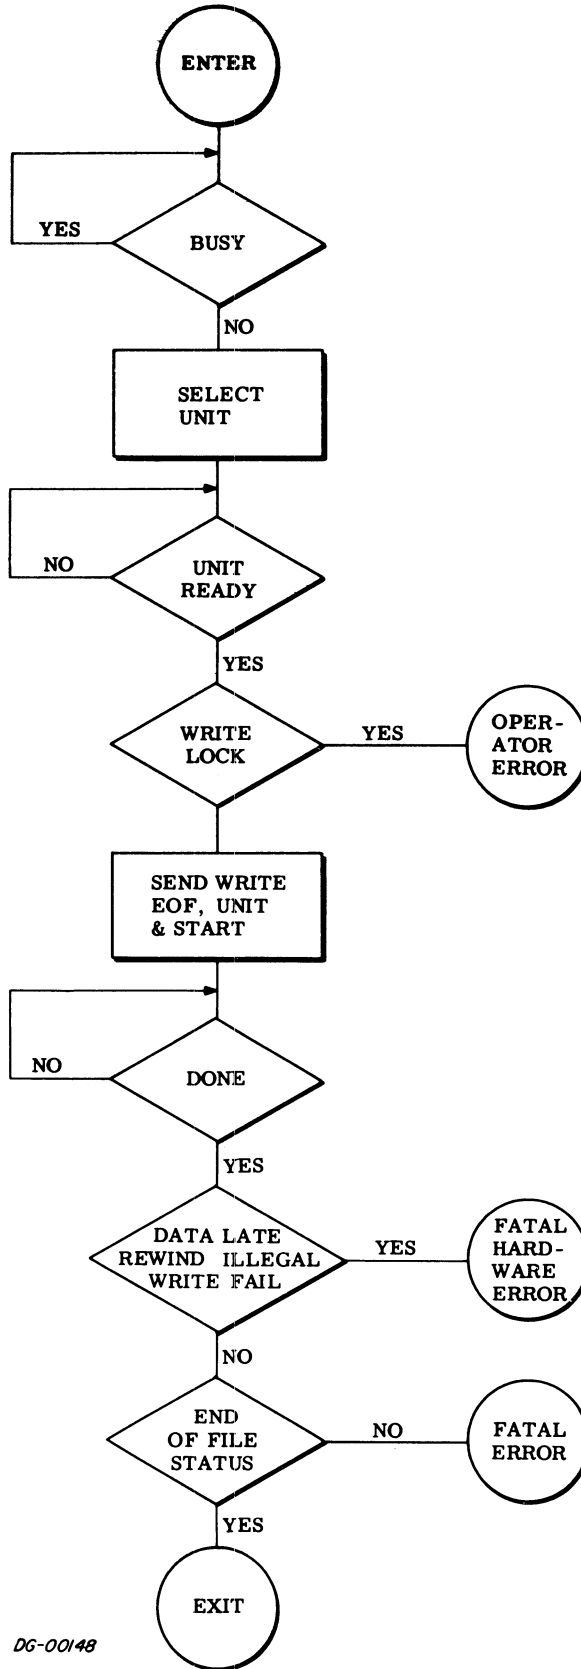 ENTER
YES
BUSY
NO
SELECT
UNIT
NO
UNIT
READY
YES
WRITE
LOCK
YES
OPER-
ATOR
ERROR
SEND WRITE
EOF, UNIT
& START
NO
DONE
YES
DATA LATE
REWIND ILLEGAL
WRITE FAIL
YES
FATAL
HARD-
WARE
ERROR
NO
END
OF FILE
STATUS
NO
FATAL
ERROR
YES
EXIT
DG-00148